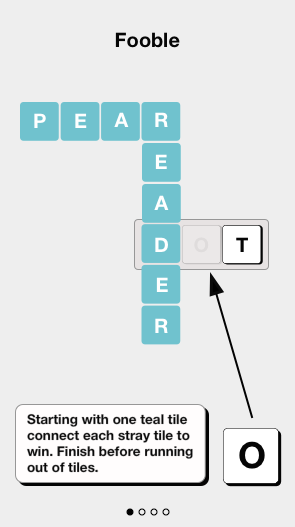 Fooble
P E A R
E
A
D O T
E
R
Starting with one teal tile
connect each stray tile to
win. Finish before running
out of tiles.
O